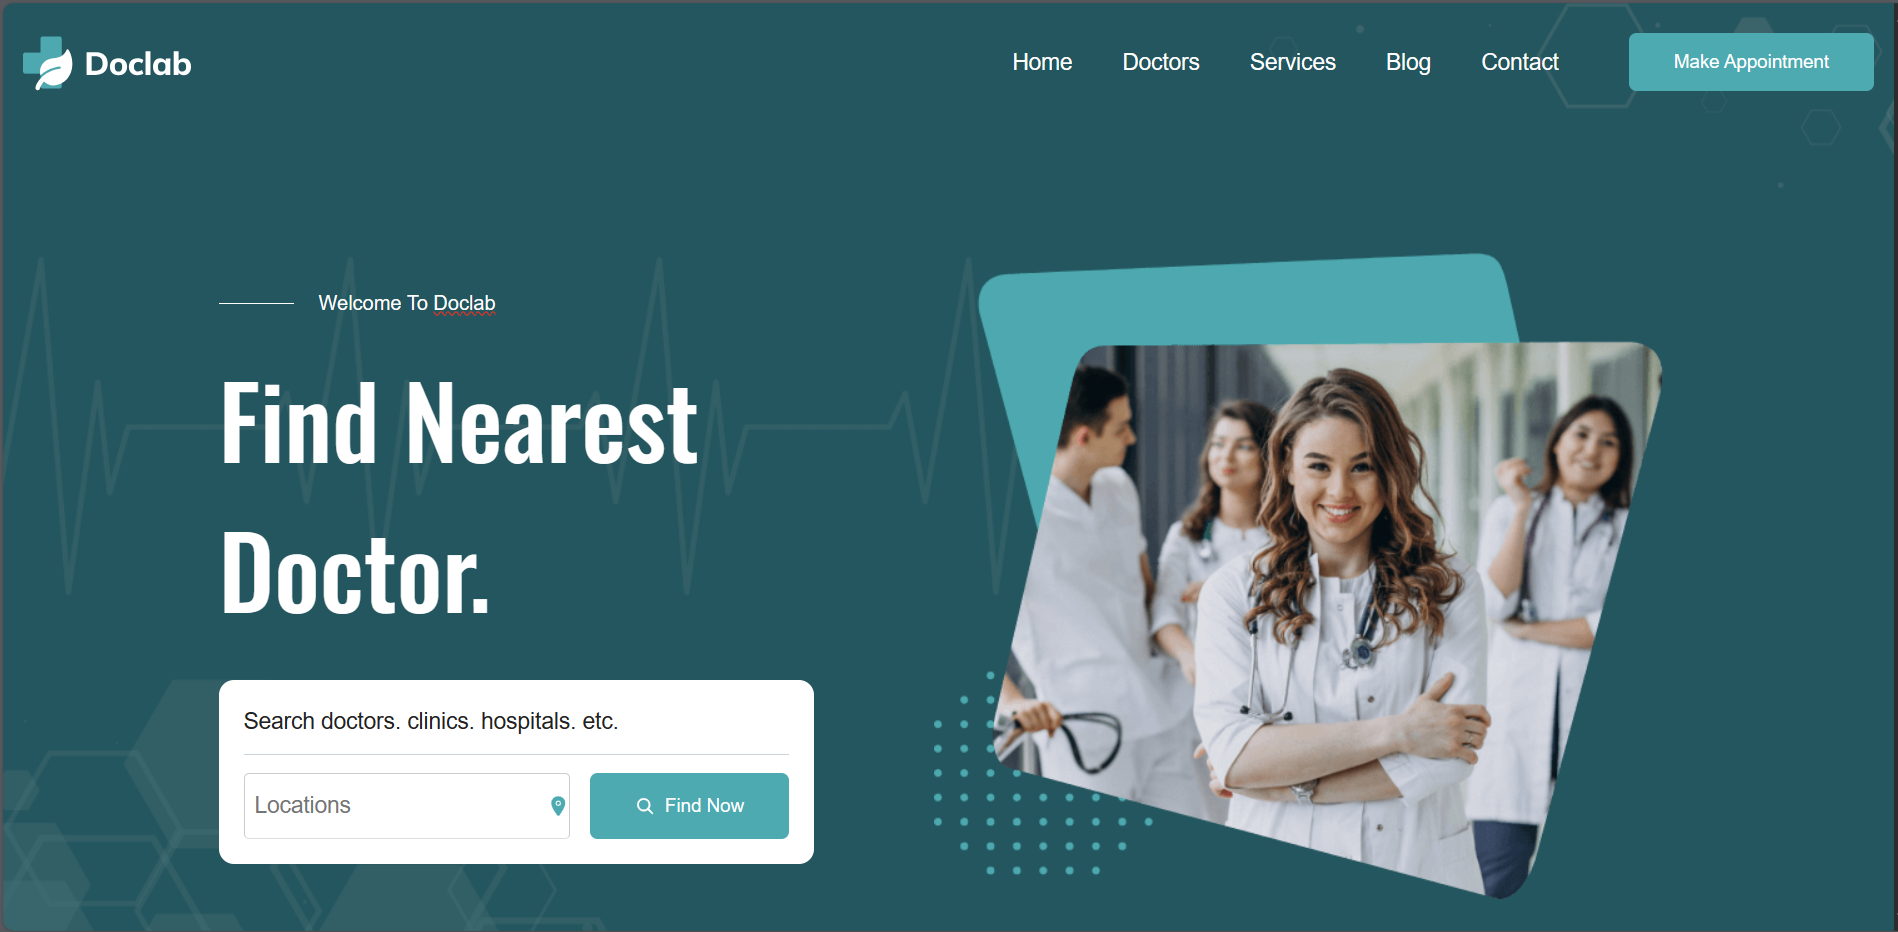 Doclab
Home
Doctors
Services
Blog
Contact
Make Appointment
Welcome To Doclab
Find Nearest
Doctor.
Search doctors. clinics. hospitals. etc.
Locations
Find Now